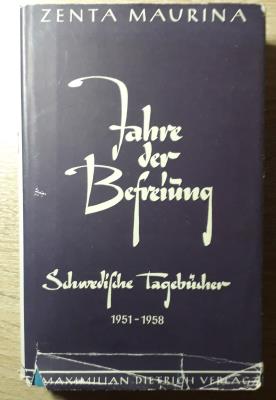 ZENTA MAURINA
Jahre
der
Befreiung
Schwedische Tagebücher
1951-1958
MAXIMILIAN DIETRICH VERLAG